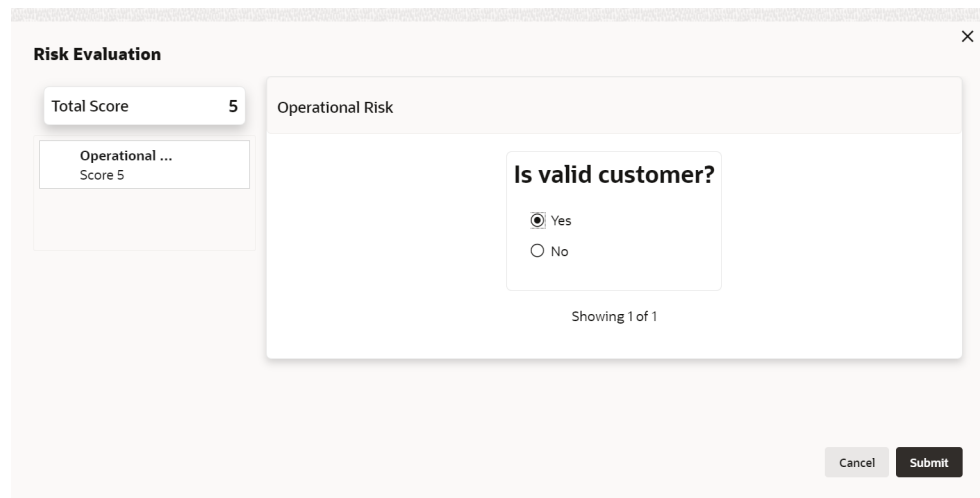 Risk Evaluation
Total Score 5
Operational ...
Score 5
Operational Risk
Is valid customer?
Yes
No
Showing 1 of 1
Cancel Submit